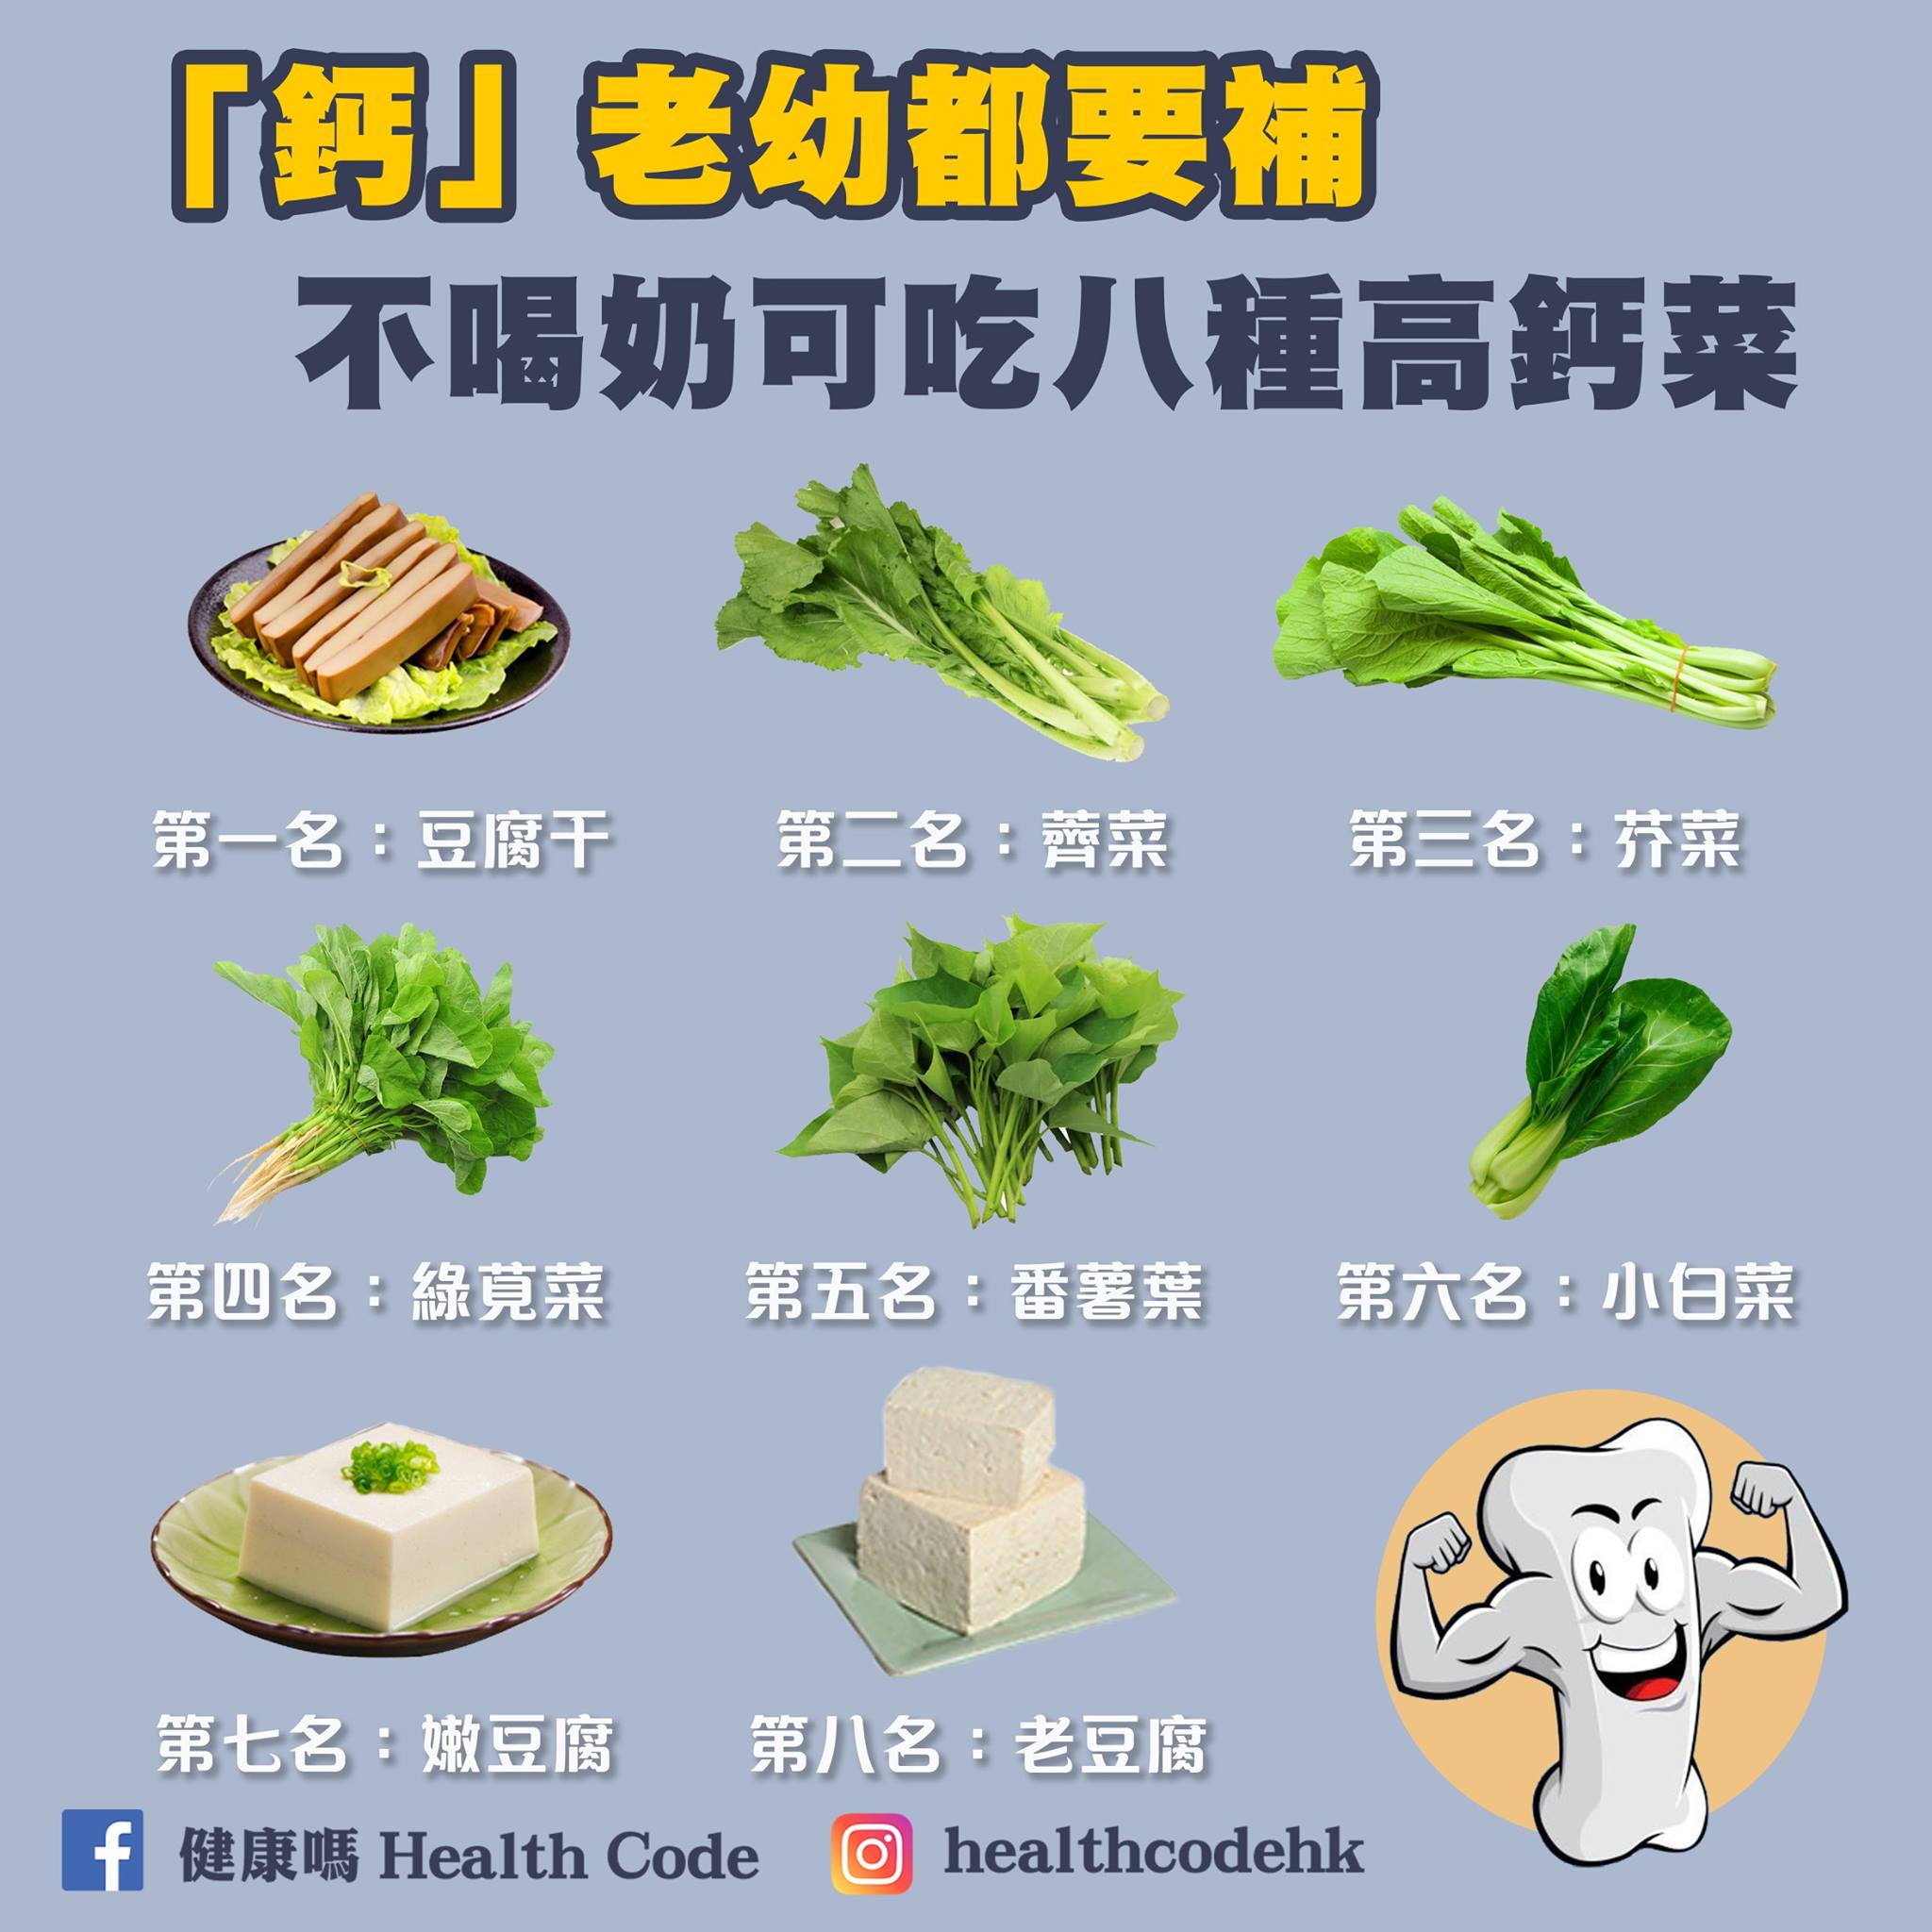 「鈣」老幼都要補
不喝奶可吃八種高鈣菜
第一名：豆腐干
第二名：薺菜
第三名：芥菜
第四名：綠莧菜
第五名：番薯葉
第六名：小白菜
第七名：嫩豆腐
第八名：老豆腐
f 健康嗎 Health Code
healthcodehk